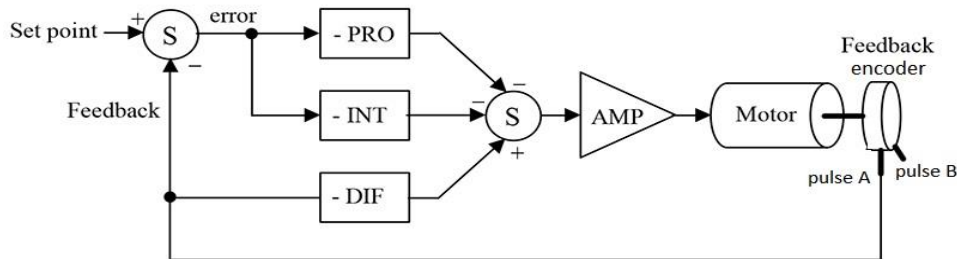 Set point
+
S
−
error
Feedback
- PRO
- INT
- DIF
−
−
S
+
AMP
Motor
Feedback
encoder
pulse A
pulse B